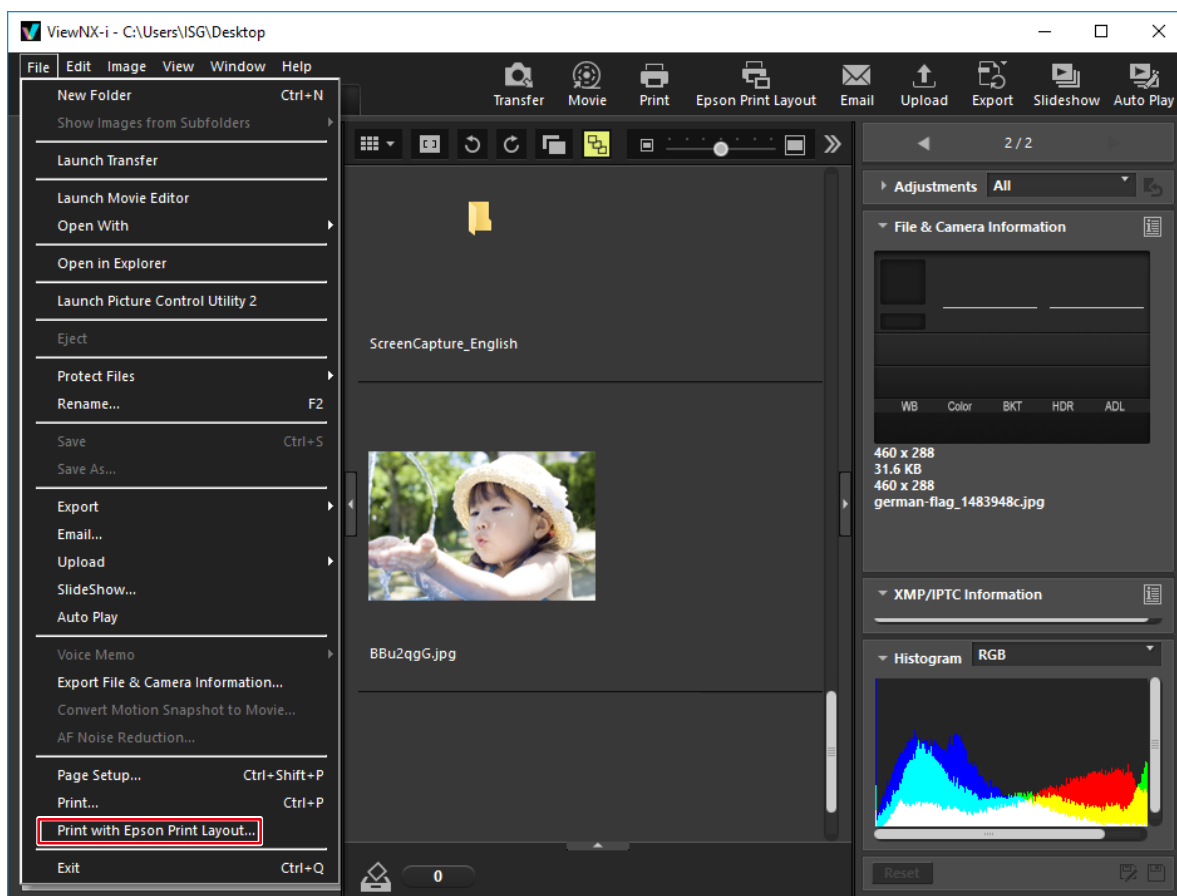 ViewNX-i - C:\Users\ISG\Desktop
File Edit Image View Window Help
Transfer Movie Print Epson Print Layout Email Upload Export Slideshow Auto Play
New Folder Ctrl+N
Show Images from Subfolders
Launch Transfer
Launch Movie Editor
Open With
Open in Explorer
Launch Picture Control Utility 2
Eject
Protect Files
Rename... F2
Save Ctrl+S
Save As...
Export
Email...
Upload
SlideShow...
Auto Play
Voice Memo
Export File & Camera Information...
Convert Motion Snapshot to Movie...
AF Noise Reduction...
Page Setup... Ctrl+Shift+P
Print... Ctrl+P
Print with Epson Print Layout...
Exit Ctrl+Q
ScreenCapture_English
BBu2qgG.jpg
0
2 / 2
Adjustments All
File & Camera Information
WB Color BKT HDR ADL
460 x 288
31.6 KB
460 x 288
german-flag_1483948c.jpg
XMP/IPTC Information
Histogram RGB
Reset